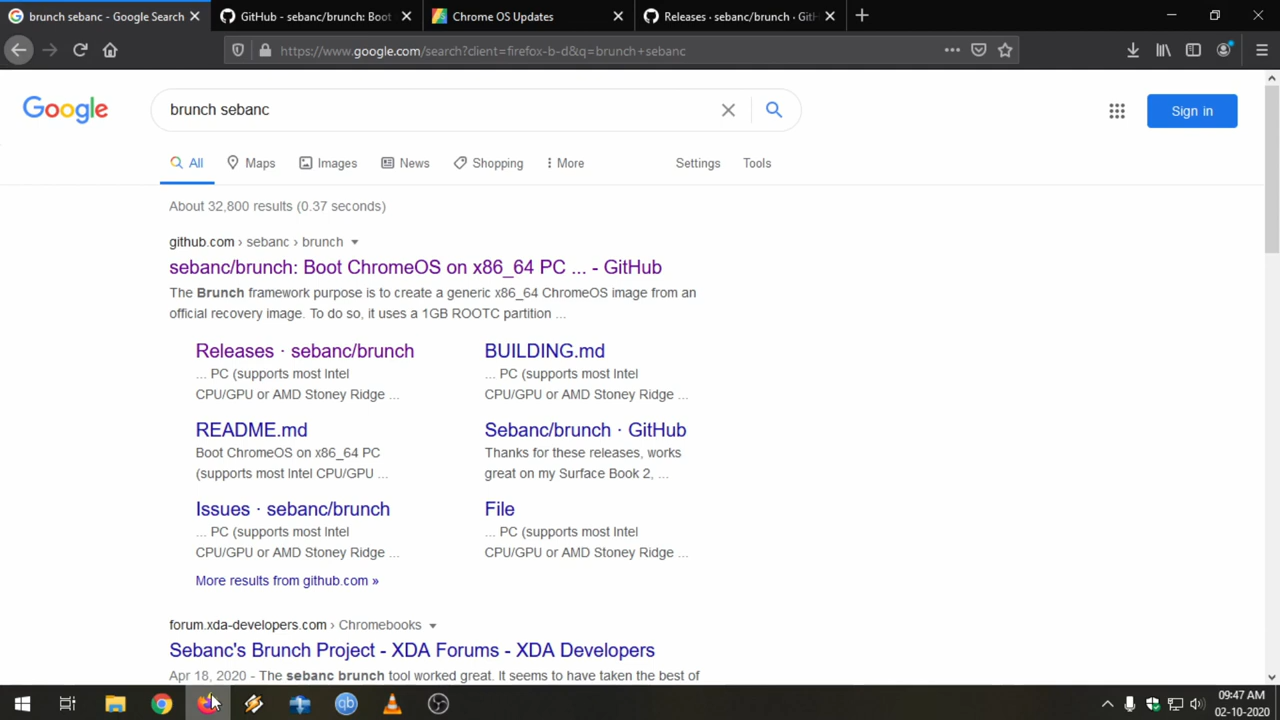 brunch sebanc - Google Search
GitHub - sebanc/brunch: Boot
Chrome OS Updates
Releases · sebanc/brunch · GitH
https://www.google.com/search?client=firefox-b-d&q=brunch+sebanc
Google
brunch sebanc
Sign in
All
Maps
Images
News
Shopping
More
Settings
Tools
About 32,800 results (0.37 seconds)
github.com › sebanc › brunch
sebanc/brunch: Boot ChromeOS on x86_64 PC ... - GitHub
The Brunch framework purpose is to create a generic x86_64 ChromeOS image from an
official recovery image. To do so, it uses a 1GB ROOTC partition ...
Releases · sebanc/brunch
... PC (supports most Intel
CPU/GPU or AMD Stoney Ridge ...
BUILDING.md
... PC (supports most Intel
CPU/GPU or AMD Stoney Ridge ...
README.md
Boot ChromeOS on x86_64 PC
(supports most Intel CPU/GPU ...
Sebanc/brunch · GitHub
Thanks for these releases, works
great on my Surface Book 2, ...
Issues · sebanc/brunch
... PC (supports most Intel
CPU/GPU or AMD Stoney Ridge ...
File
... PC (supports most Intel
CPU/GPU or AMD Stoney Ridge ...
More results from github.com »
forum.xda-developers.com › Chromebooks
Sebanc's Brunch Project - XDA Forums - XDA Developers
Apr 18, 2020 - The sebanc brunch tool worked great. It seems to have taken the best of
qb
09:47 AM
02-10-2020